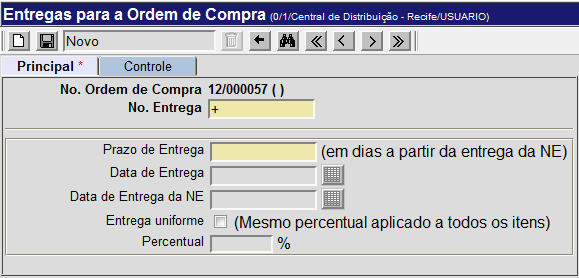 Entregas para a Ordem de Compra (0/1/Central de Distribuição - Recife/USUARIO)
Novo
Principal * Controle
No. Ordem de Compra 12/000057 ( )
No. Entrega +
Prazo de Entrega (em dias a partir da entrega da NE)
Data de Entrega
Data de Entrega da NE
Entrega uniforme (Mesmo percentual aplicado a todos os itens)
Percentual %